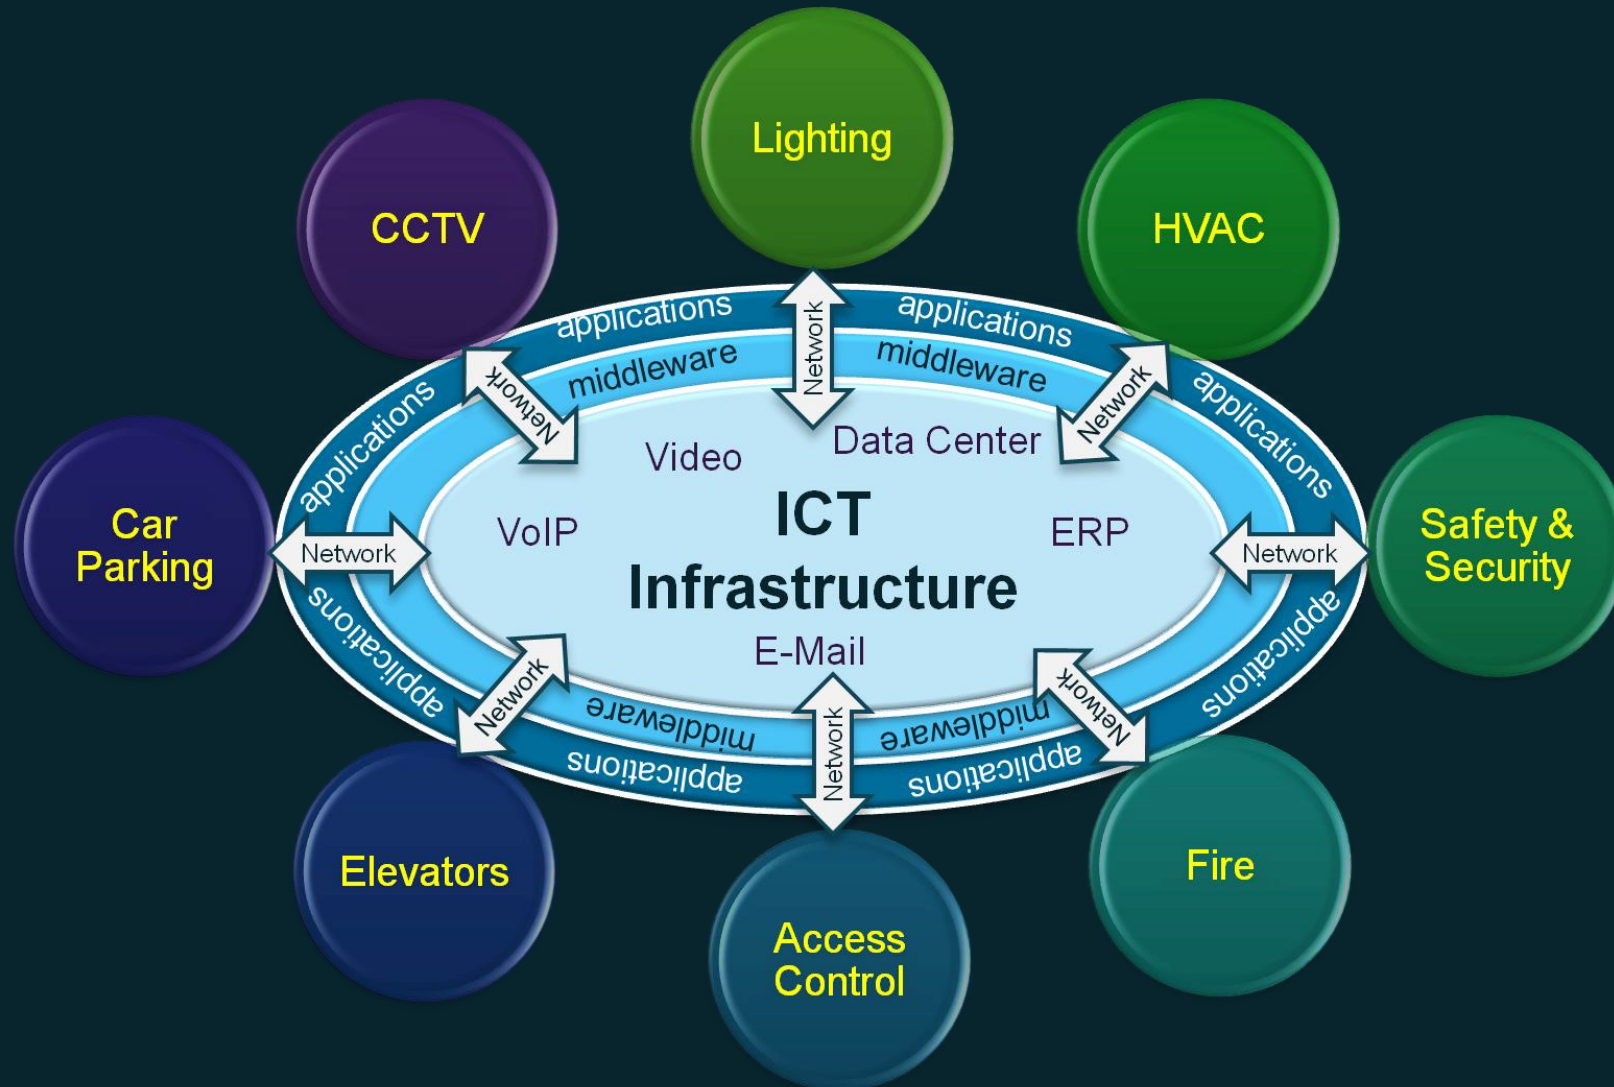 Lighting
CCTV
HVAC
applications
applications
middleware
middleware
Network
Network
Network
applications
applications
Video
Data Center
Car
Parking
VoIP
ICT
Infrastructure
ERP
Safety &
Security
Network
Network
applications
applications
E-Mail
Network
Network
Network
middleware
middleware
applications
applications
Elevators
Fire
Access
Control